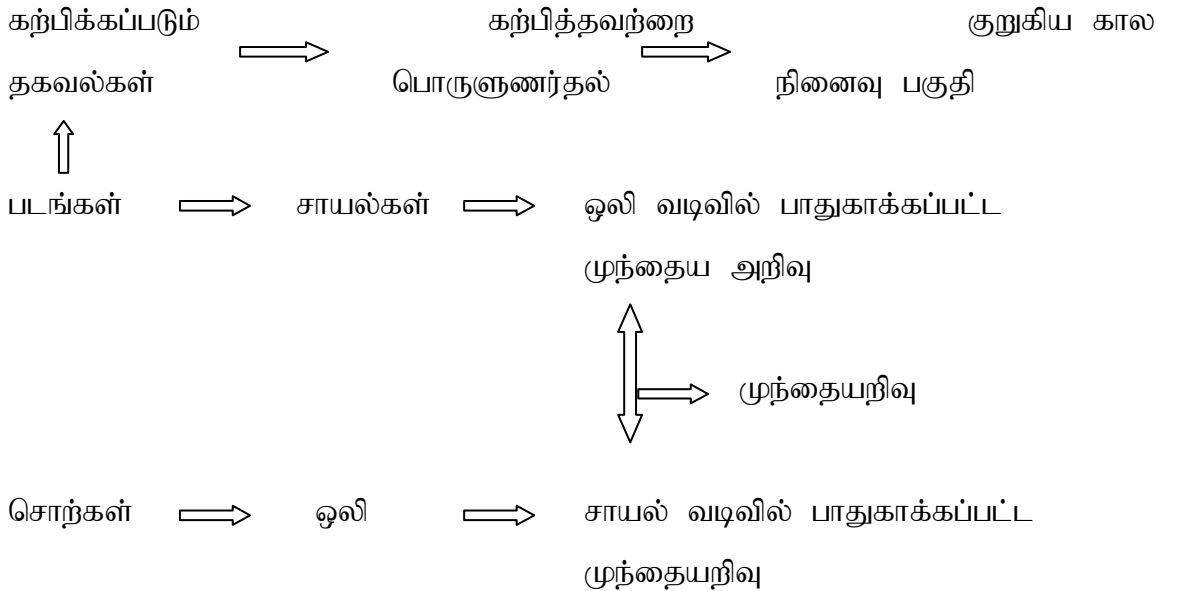 கற்பிக்கப்படும் கற்பித்தவற்றை குறுகிய கால
தகவல்கள் பொருளுணர்தல் நினைவு பகுதி
படங்கள் சாயல்கள் ஒலி வடிவில் பாதுகாக்கப்பட்ட
முந்தைய அறிவு
முந்தையறிவு
சொற்கள் ஒலி சாயல் வடிவில் பாதுகாக்கப்பட்ட
முந்தையறிவு